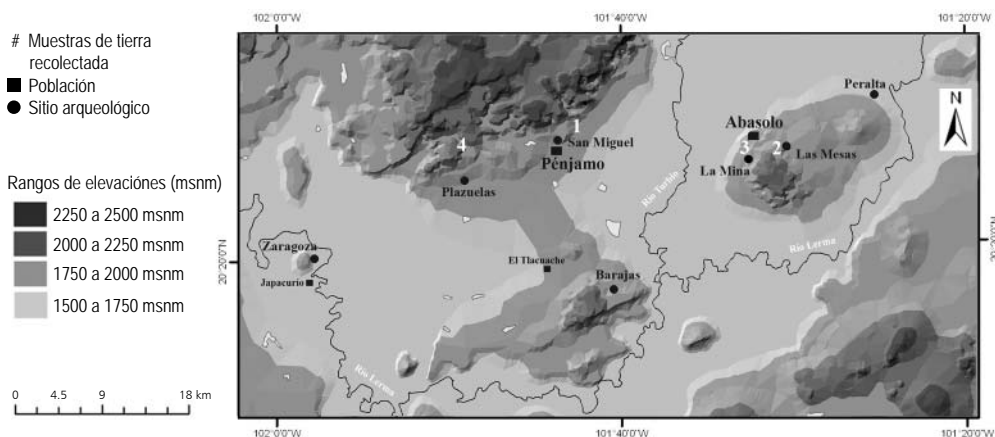 # Muestras de tierra
recolectada
Población
Sitio arqueológico
Rangos de elevaciónes (msnm)
2250 a 2500 msnm
2000 a 2250 msnm
1750 a 2000 msnm
1500 a 1750 msnm
0 4.5 9 18 km
102°0'0"W 101°40'0"W 101°20'0"W
Peralta
N
Abasolo
1
San Miguel
4
3 2
Las Mesas
Pénjamo
La Mina
Plazuelas
Río Turbio
Río Lerma
20°20'0"N
Zaragoza
20°20'0"N
El Tlacuache
Japacurio
Barajas
Río Lerma
102°0'0"W 101°40'0"W 101°20'0"W